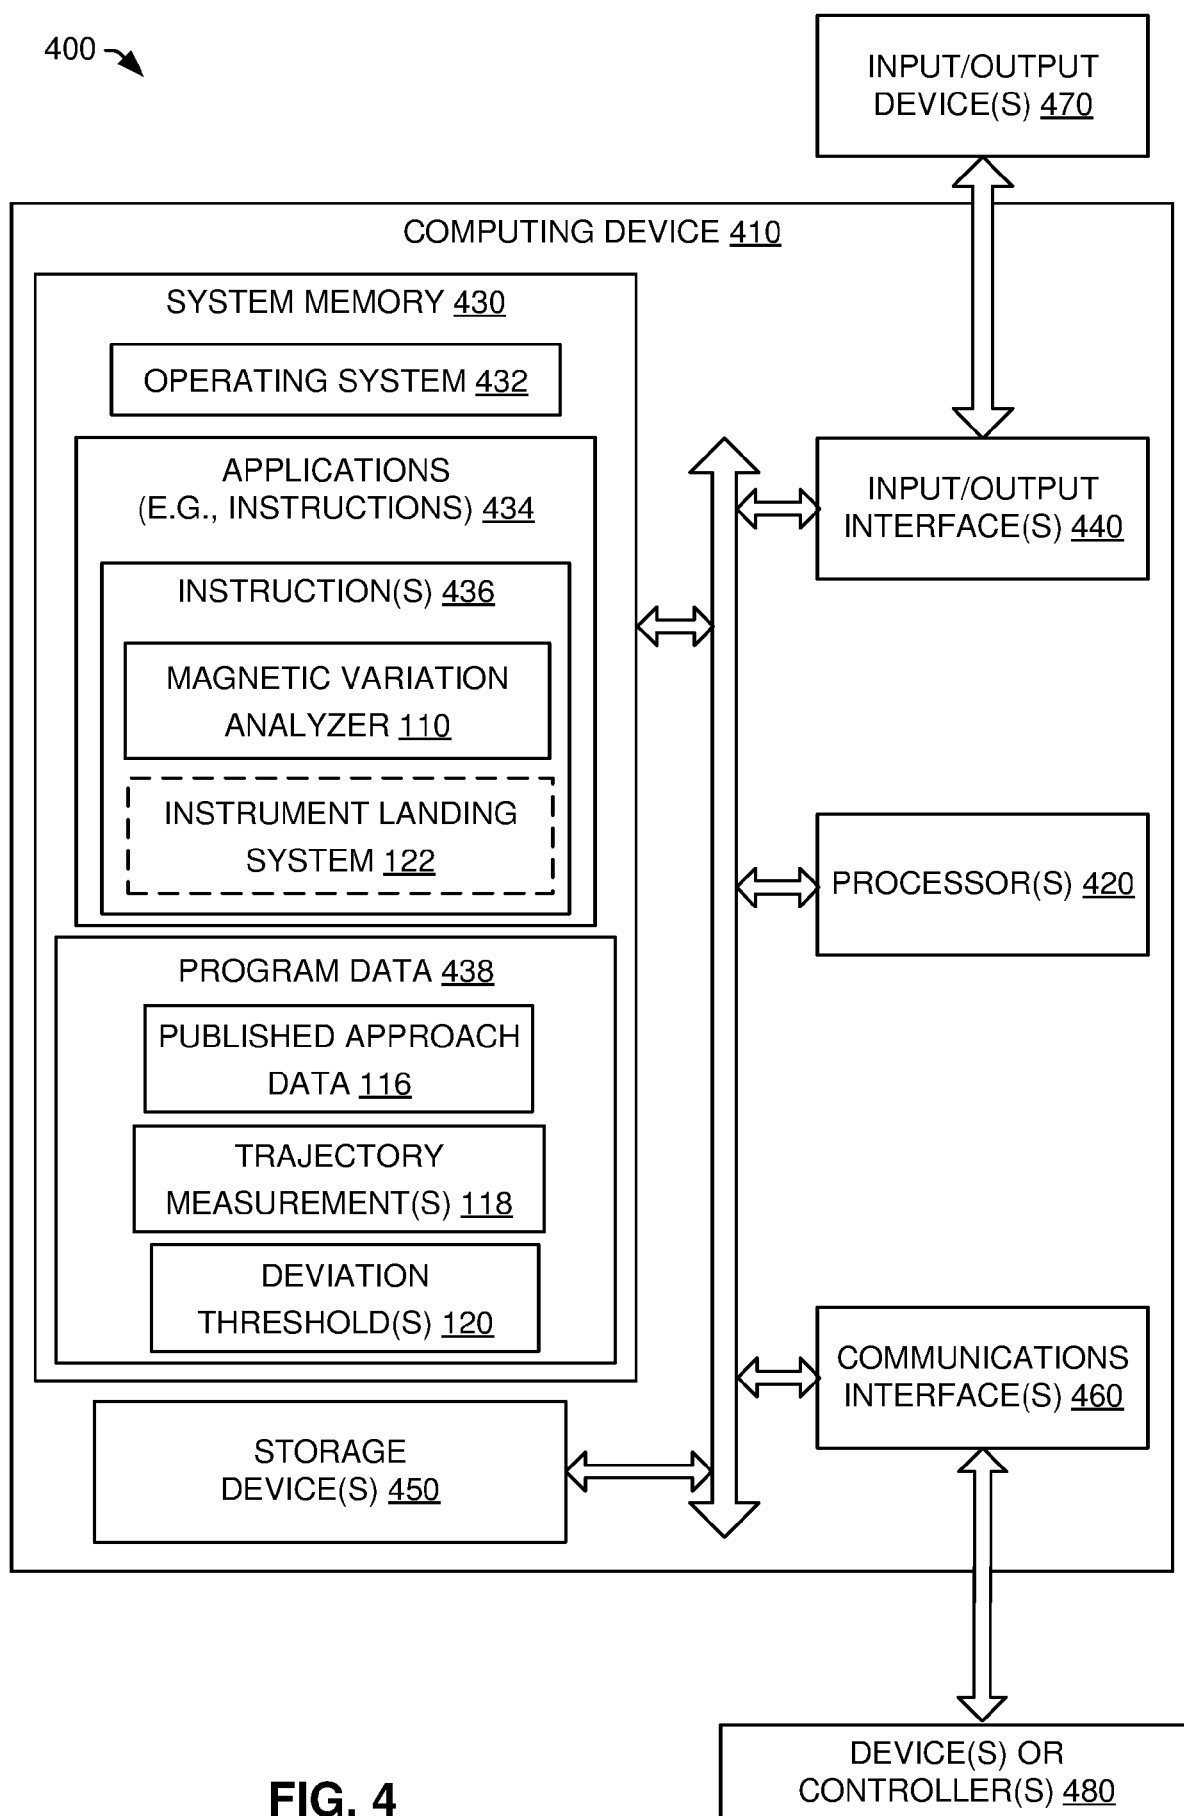 400
INPUT/OUTPUT
DEVICE(S) 470
COMPUTING DEVICE 410
SYSTEM MEMORY 430
OPERATING SYSTEM 432
APPLICATIONS
(E.G., INSTRUCTIONS) 434
INSTRUCTION(S) 436
MAGNETIC VARIATION
ANALYZER 110
INSTRUMENT LANDING
SYSTEM 122
PROGRAM DATA 438
PUBLISHED APPROACH
DATA 116
TRAJECTORY
MEASUREMENT(S) 118
DEVIATION
THRESHOLD(S) 120
STORAGE
DEVICE(S) 450
INPUT/OUTPUT
INTERFACE(S) 440
PROCESSOR(S) 420
COMMUNICATIONS
INTERFACE(S) 460
DEVICE(S) OR
CONTROLLER(S) 480
FIG. 4